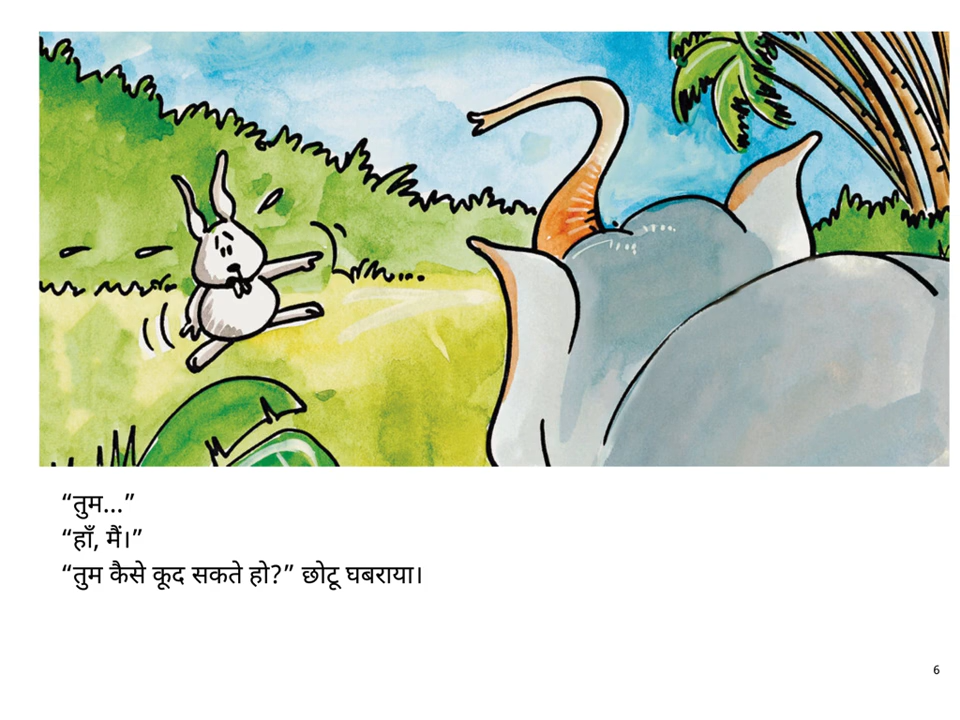 “तुम...”
“हाँ, मैं।”
“तुम कैसे कूद सकते हो?” छोटू घबराया।
6